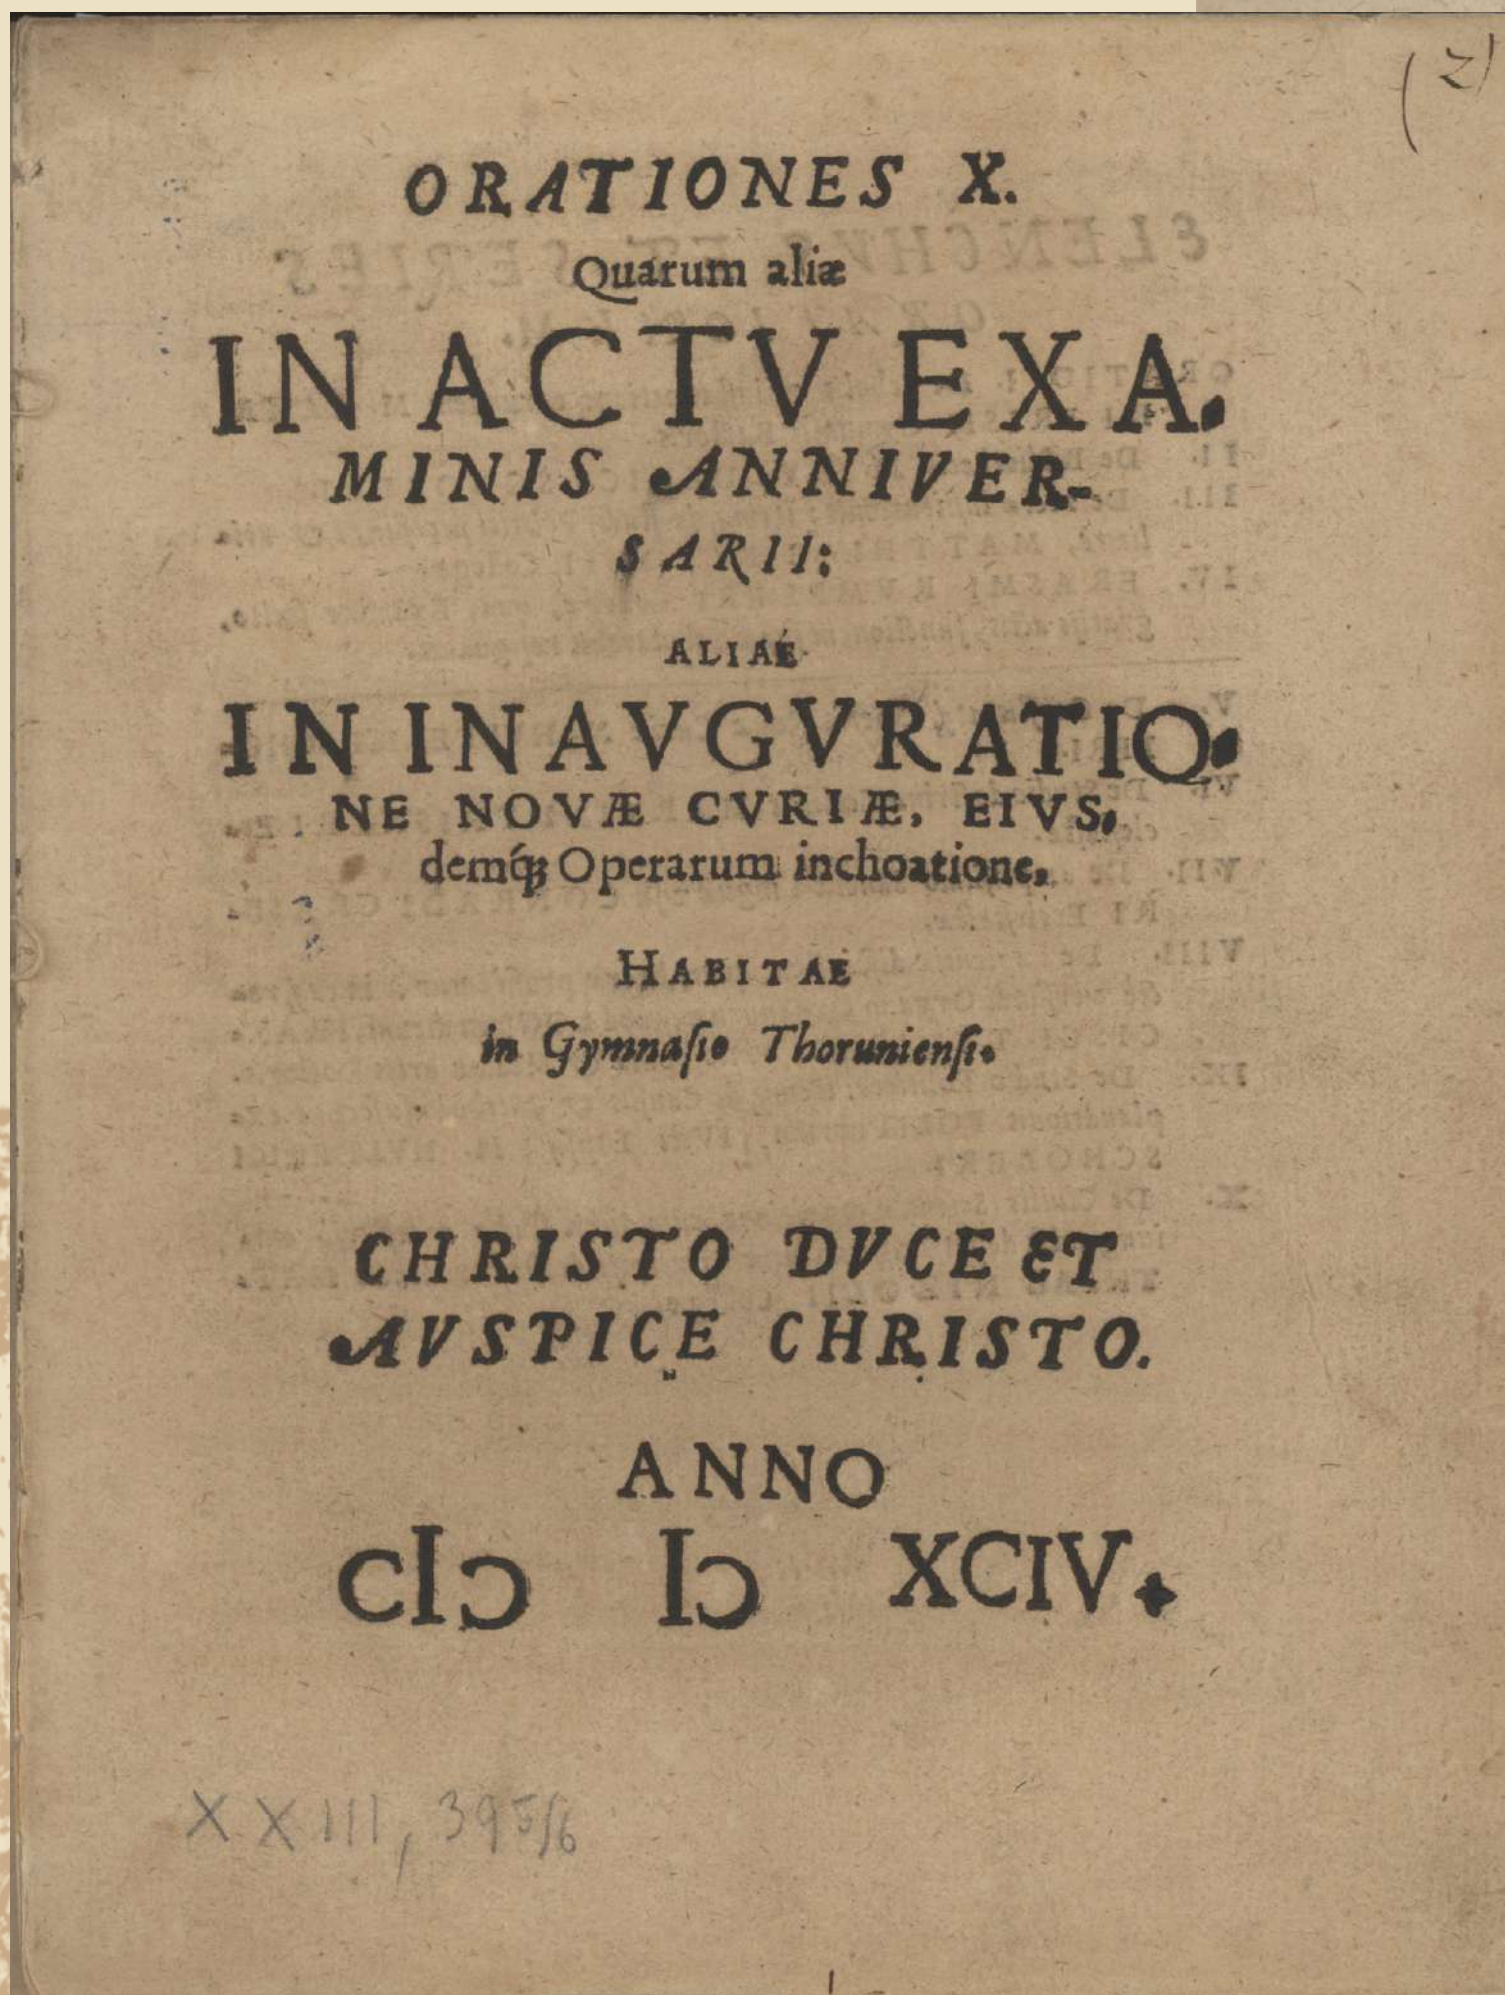 (2)
ORATIONES X.
Quarum aliæ
IN ACTV EXA-
MINIS ANNIVER-
SARII:
ALIAE
IN INAVGVRATIO-
NE NOVÆ CVRIÆ, EIVS-
demq́ꝫ Operarum inchoatione,
HABITAE
in Gymnaſio Thorunienſi.
CHRISTO DVCE ET
AVSPICE CHRISTO.
ANNO
CIↃ IↃ XCIV.
XXIII, 395/6